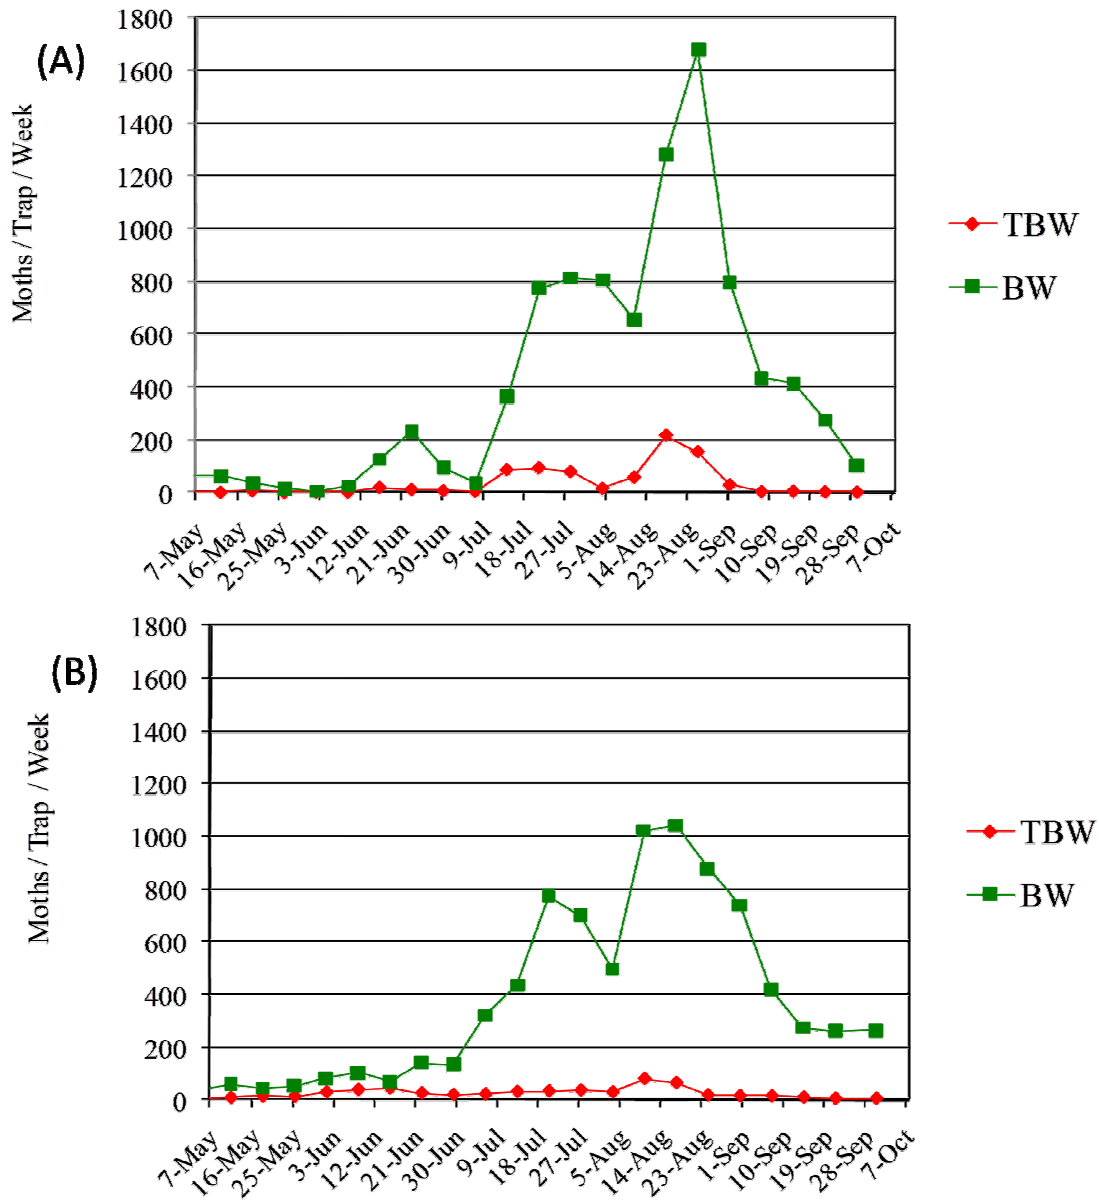 (A)
Moths / Trap / Week
1800
1600
1400
1200
1000
800
600
400
200
0
7-May
16-May
25-May
3-Jun
12-Jun
21-Jun
30-Jun
9-Jul
18-Jul
27-Jul
5-Aug
14-Aug
23-Aug
1-Sep
10-Sep
19-Sep
28-Sep
7-Oct
TBW
BW
(B)
Moths / Trap / Week
1800
1600
1400
1200
1000
800
600
400
200
0
7-May
16-May
25-May
3-Jun
12-Jun
21-Jun
30-Jun
9-Jul
18-Jul
27-Jul
5-Aug
14-Aug
23-Aug
1-Sep
10-Sep
19-Sep
28-Sep
7-Oct
TBW
BW